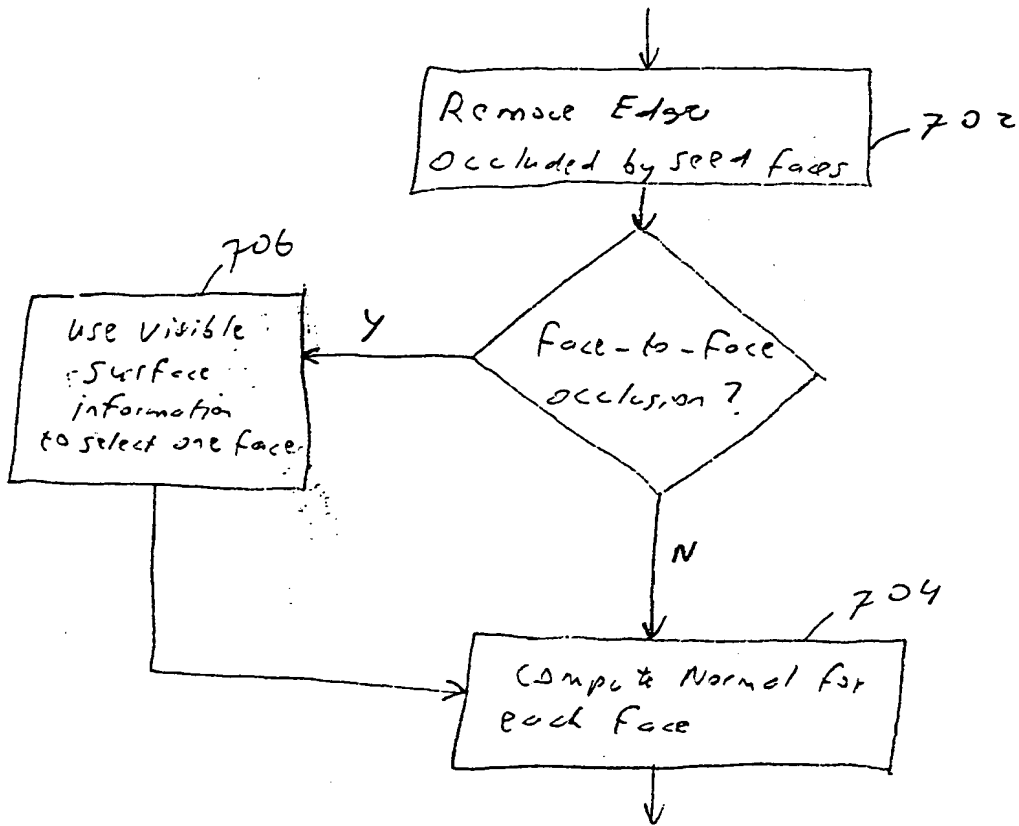 Remove Edge
occluded by seed faces
702
706
use visible
surface
information
to select one face
Y
face-to-face
occlusion?
N
704
Compute Normal for
each face